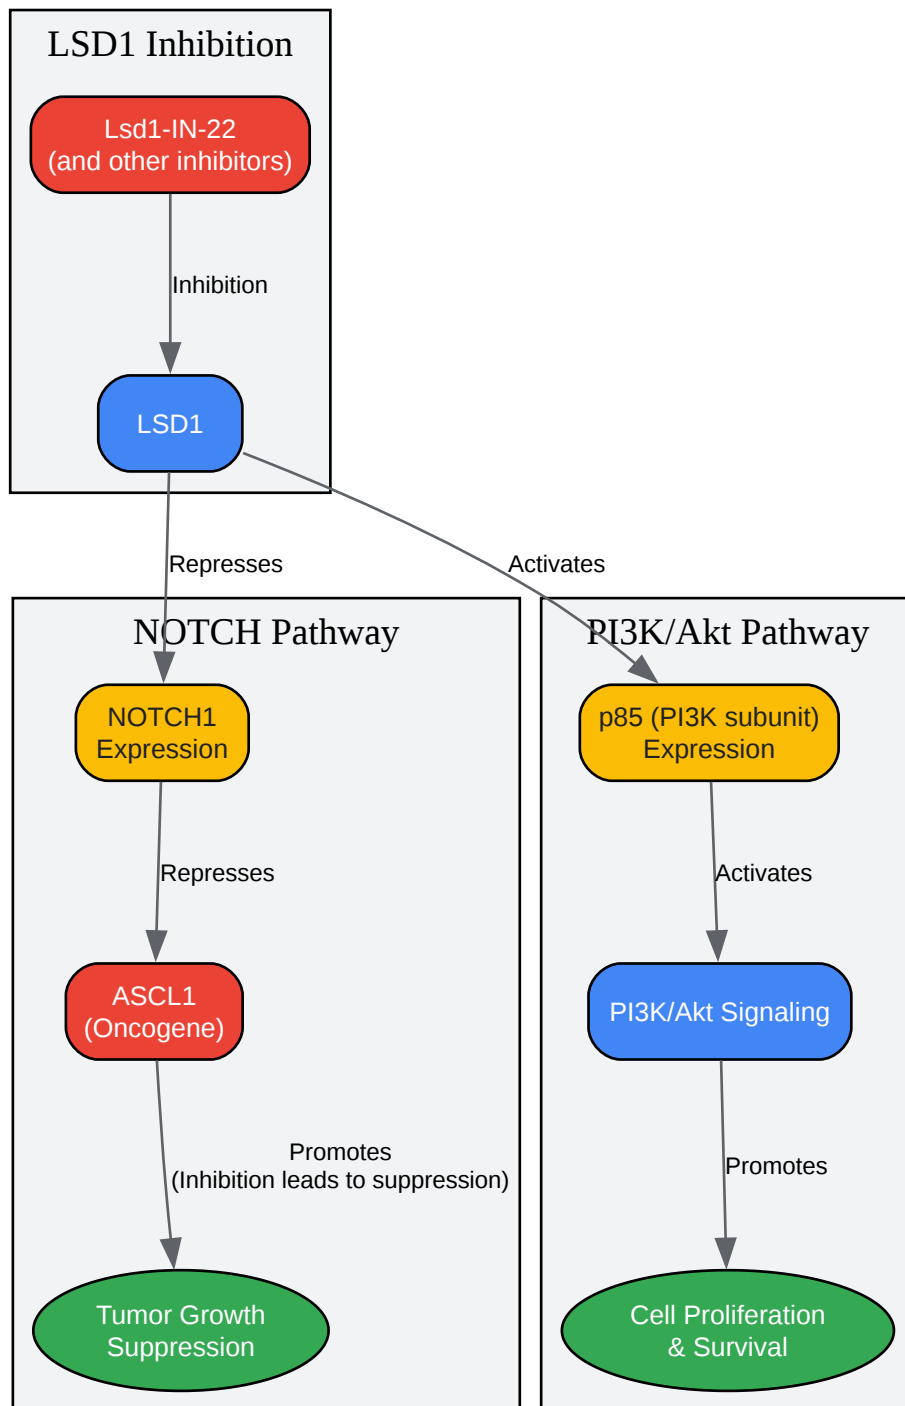 LSD1 Inhibition
Lsd1-IN-22
(and other inhibitors)
Inhibition
LSD1
Represses
Activates
NOTCH Pathway
PI3K/Akt Pathway
NOTCH1
Expression
p85 (PI3K subunit)
Expression
Represses
Activates
ASCL1
(Oncogene)
PI3K/Akt Signaling
Promotes
(Inhibition leads to suppression)
Promotes
Tumor Growth
Suppression
Cell Proliferation
& Survival